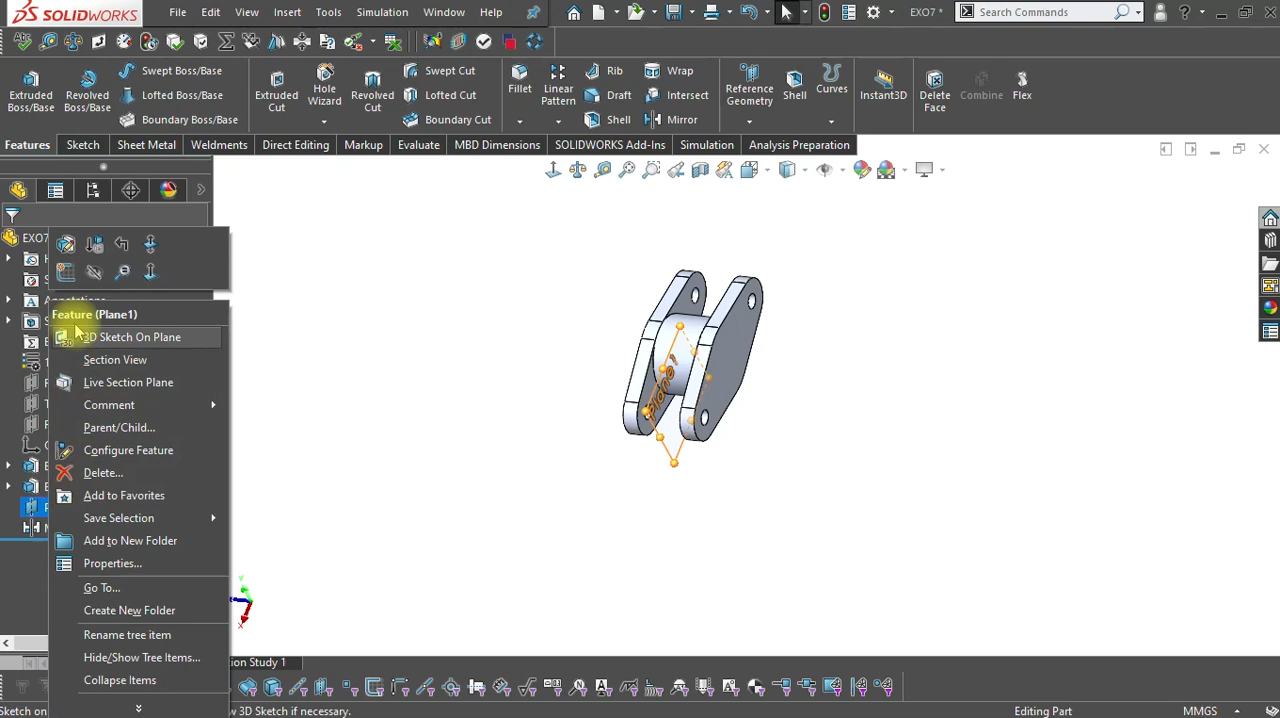 SOLIDWORKS File Edit View Insert Tools Simulation Window Help EXO7 * Search Commands ?
Extruded Boss/Base
Revolved Boss/Base
Swept Boss/Base
Lofted Boss/Base
Boundary Boss/Base
Extruded Cut
Hole Wizard
Revolved Cut
Swept Cut
Lofted Cut
Boundary Cut
Fillet
Linear Pattern
Rib
Draft
Shell
Wrap
Intersect
Mirror
Reference Geometry
Shell
Curves
Instant3D
Delete Face
Combine
Flex
Features Sketch Sheet Metal Weldments Direct Editing Markup Evaluate MBD Dimensions SOLIDWORKS Add-Ins Simulation Analysis Preparation
EXO7
Annotations
Feature (Plane1)
3D Sketch On Plane
Section View
Live Section Plane
Comment
Parent/Child...
Configure Feature
Delete...
Add to Favorites
Save Selection
Add to New Folder
Properties...
Go To...
Create New Folder
Rename tree item
Hide/Show Tree Items...
Collapse Items
Y
X
Study 1
3D Sketch if necessary.
Editing Part
MMGS